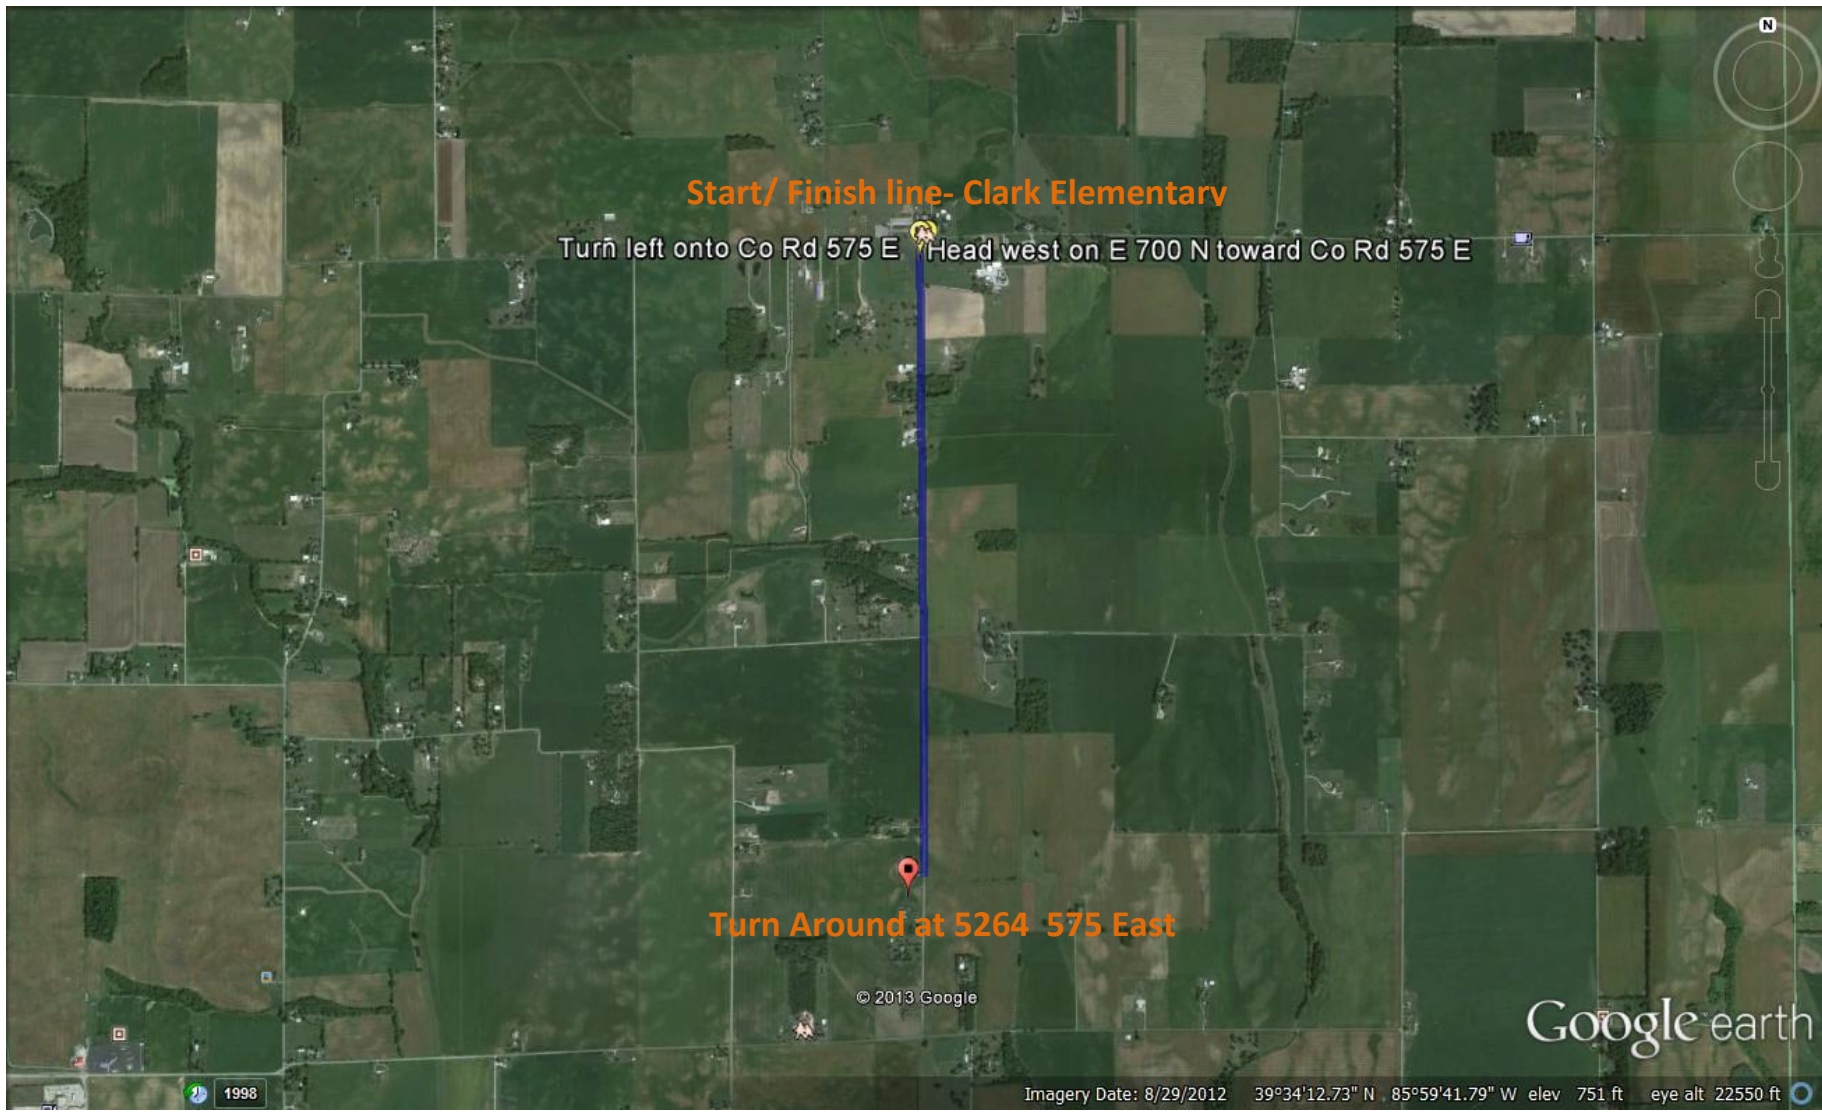 N
Start/ Finish line- Clark Elementary
Turn left onto Co Rd 575 E
Head west on E 700 N toward Co Rd 575 E
Turn Around at 5264  575 East
© 2013 Google
Google earth
1998
Imagery Date: 8/29/2012 39°34'12.73" N 85°59'41.79" W elev 751 ft eye alt 22550 ft